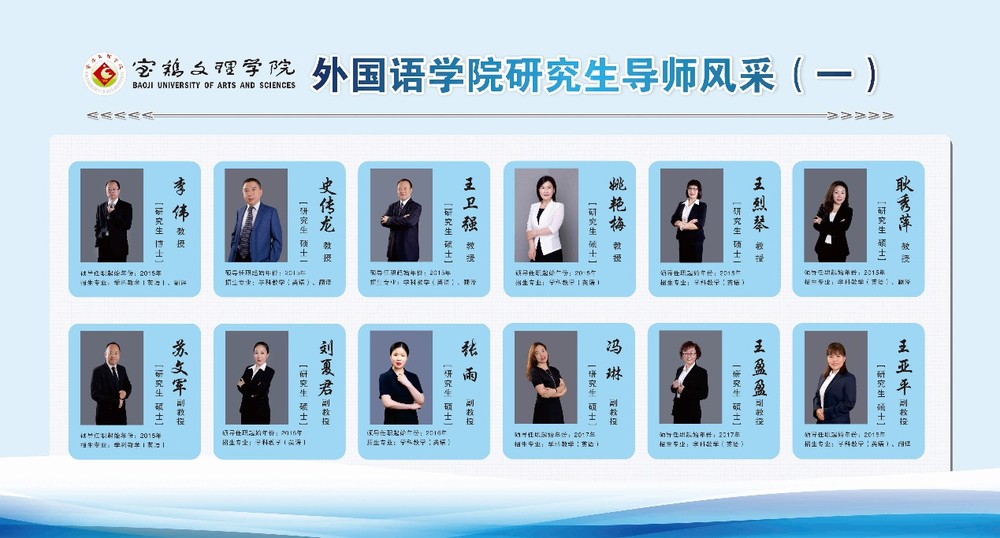 宝鸡文理学院
BAOJI UNIVERSITY OF ARTS AND SCIENCES
外国语学院研究生导师风采（一）
李伟 教授
［研究生 博士］
硕导任职起始年份：2015年
招生专业：学科教学（英语）、翻译
史传龙 教授
［研究生 硕士］
硕导任职起始年份：2015年
招生专业：学科教学（英语）、翻译
王卫强 教授
［研究生 硕士］
硕导任职起始年份：2015年
招生专业：学科教学（英语）、翻译
姚艳梅 教授
［研究生 硕士］
硕导任职起始年份：2015年
招生专业：学科教学（英语）
王烈琴 教授
［研究生 硕士］
硕导任职起始年份：2015年
招生专业：学科教学（英语）
耿秀萍 教授
［研究生 硕士］
硕导任职起始年份：2015年
招生专业：学科教学（英语）、翻译
苏文军 副教授
［研究生 硕士］
硕导任职起始年份：2015年
招生专业：学科教学（英语）
刘夏君 副教授
［研究生 硕士］
硕导任职起始年份：2015年
招生专业：学科教学（英语）
张雨 副教授
［研究生 硕士］
硕导任职起始年份：2016年
招生专业：学科教学（英语）
冯琳 副教授
［研究生 硕士］
硕导任职起始年份：2017年
招生专业：学科教学（英语）
王盈盈 副教授
［研究生 硕士］
硕导任职起始年份：2017年
招生专业：学科教学（英语）
王亚平 副教授
［研究生 硕士］
硕导任职起始年份：2018年
招生专业：学科教学（英语）、翻译